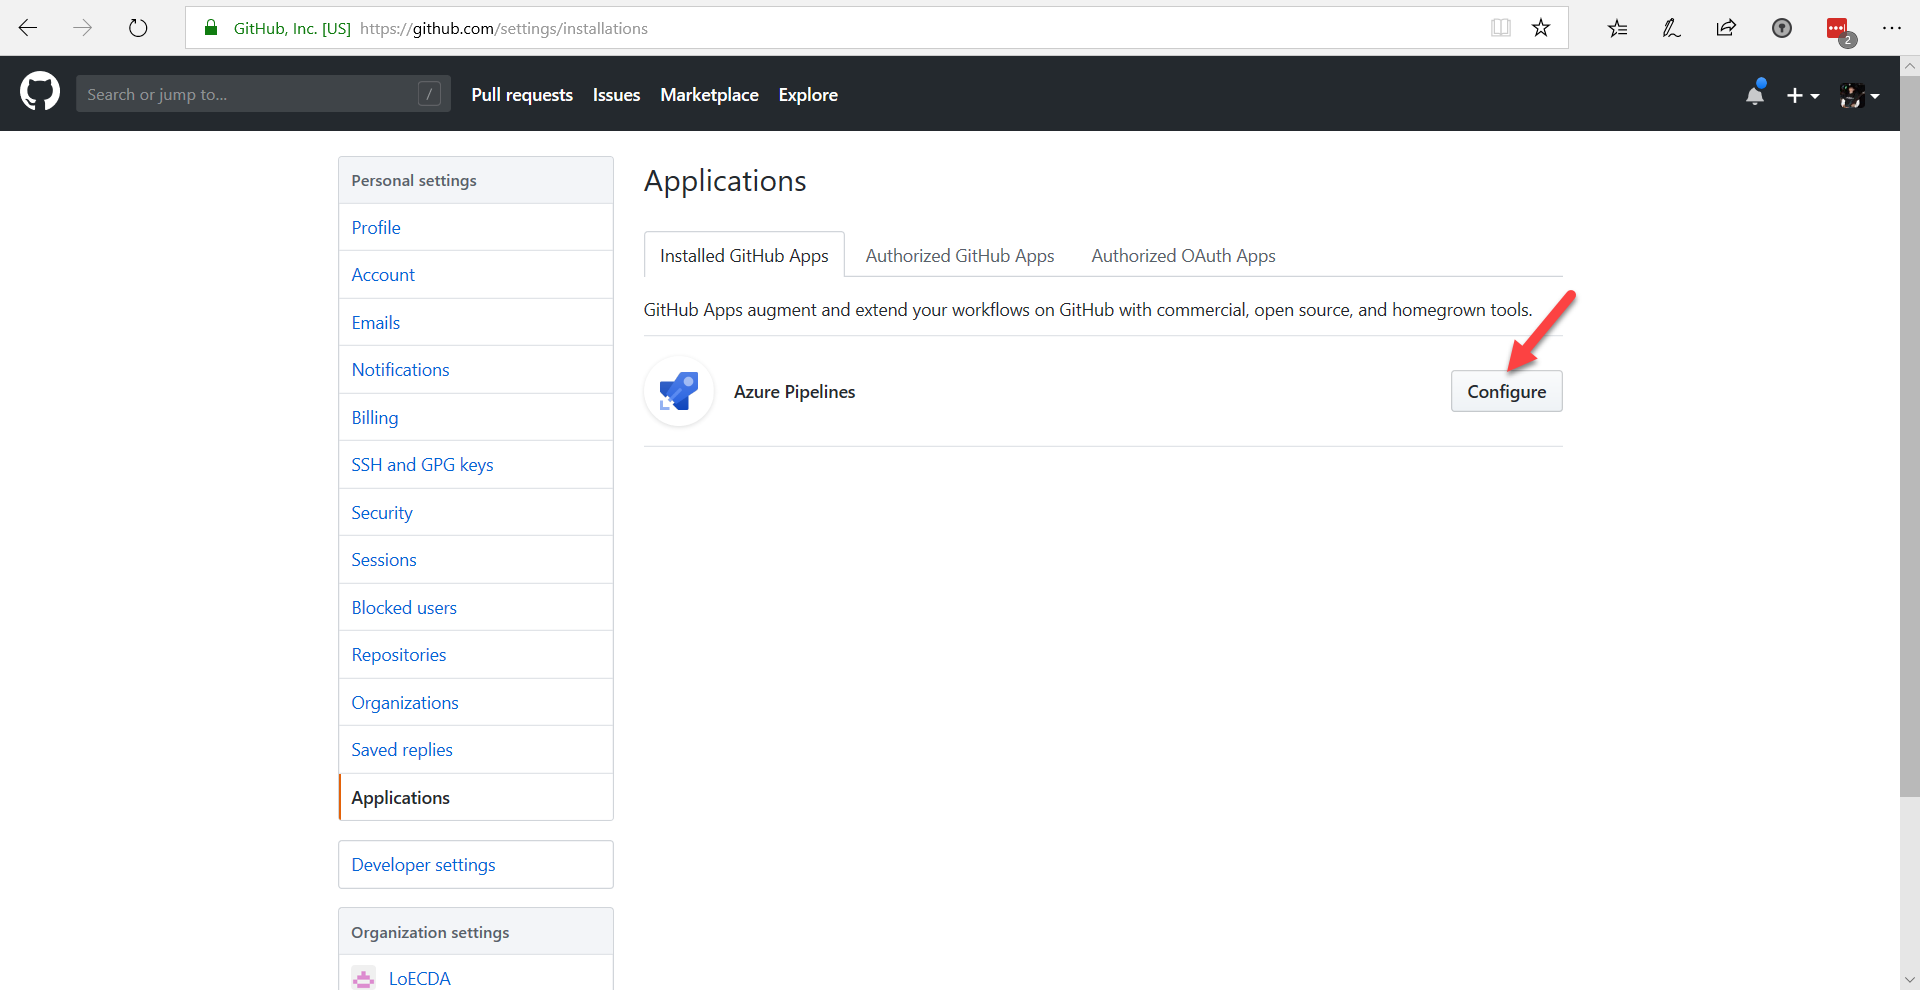 GitHub, Inc. [US] https://github.com/settings/installations
2
Search or jump to... /
Pull requests Issues Marketplace Explore
Personal settings
Profile
Account
Emails
Notifications
Billing
SSH and GPG keys
Security
Sessions
Blocked users
Repositories
Organizations
Saved replies
Applications
Developer settings
Organization settings
LoECDA
Applications
Installed GitHub Apps Authorized GitHub Apps Authorized OAuth Apps
GitHub Apps augment and extend your workflows on GitHub with commercial, open source, and homegrown tools.
Azure Pipelines Configure